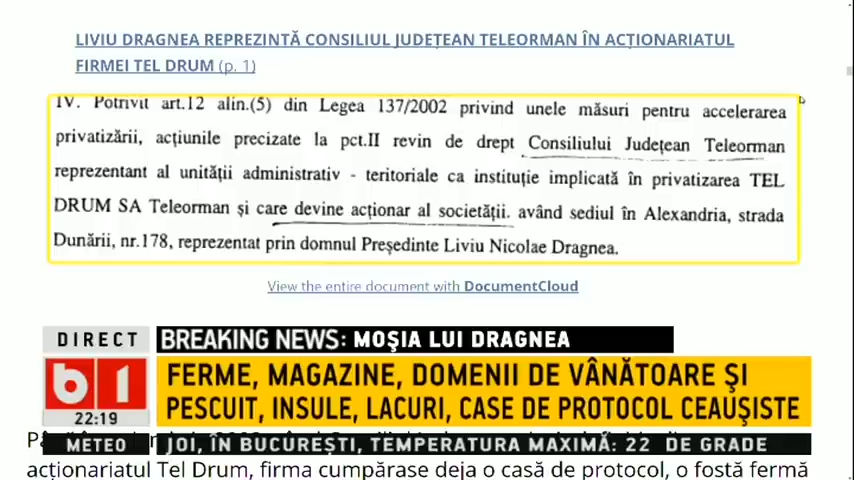 LIVIU DRAGNEA REPREZINTĂ CONSILIUL JUDEȚEAN TELEORMAN ÎN ACȚIONARIATUL
FIRMEI TEL DRUM (p. 1)
IV. Potrivit art.12 alin.(5) din Legea 137/2002 privind unele măsuri pentru accelerarea
privatizării, acțiunile precizate la pct.II revin de drept Consiliului Județean Teleorman
reprezentant al unității administrativ - teritoriale ca instituție implicată în privatizarea TEL
DRUM SA Teleorman și care devine acționar al societății. având sediul în Alexandria, strada
Dunării, nr.178, reprezentat prin domnul Președinte Liviu Nicolae Dragnea.
View the entire document with DocumentCloud
DIRECT
BREAKING NEWS: MOȘIA LUI DRAGNEA
b1
FERME, MAGAZINE, DOMENII DE VÂNĂTOARE ȘI
PESCUIT, INSULE, LACURI, CASE DE PROTOCOL CEAUȘISTE
22:19
METEO
JOI, ÎN BUCUREȘTI, TEMPERATURA MAXIMĂ: 22 DE GRADE
acționariatul Tel Drum, firma cumpărase deja o casă de protocol, o fostă fermă